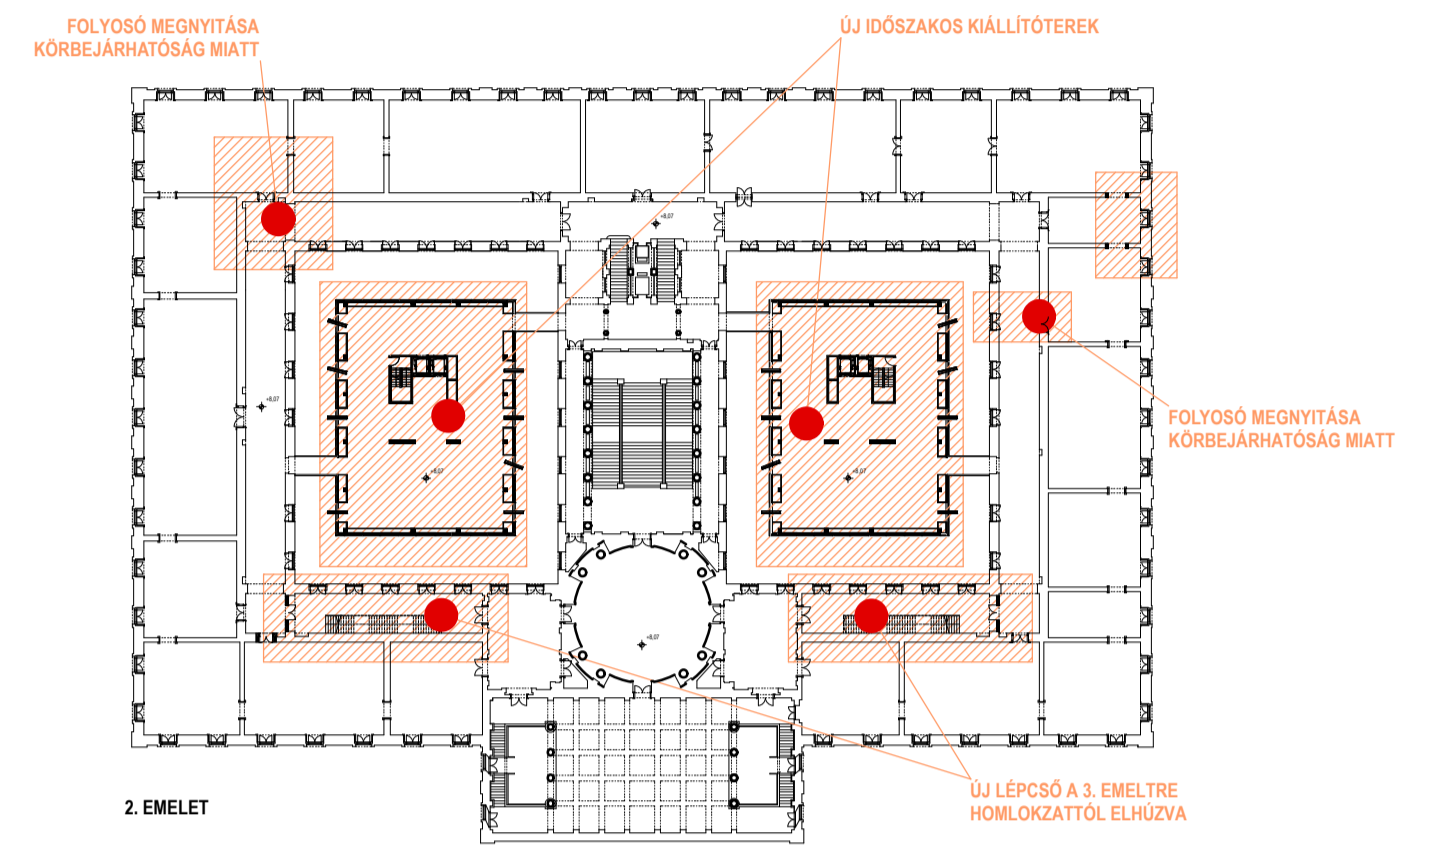 FOLYOSÓ MEGNYITÁSA
KÖRBEJÁRHATÓSÁG MIATT
ÚJ IDŐSZAKOS KIÁLLÍTÓTEREK
+8,07
+8,07
+8,07
+8,07
+8,07
FOLYOSÓ MEGNYITÁSA
KÖRBEJÁRHATÓSÁG MIATT
ÚJ LÉPCSŐ A 3. EMELTRE
HOMLOKZATTÓL ELHÚZVA
2. EMELET